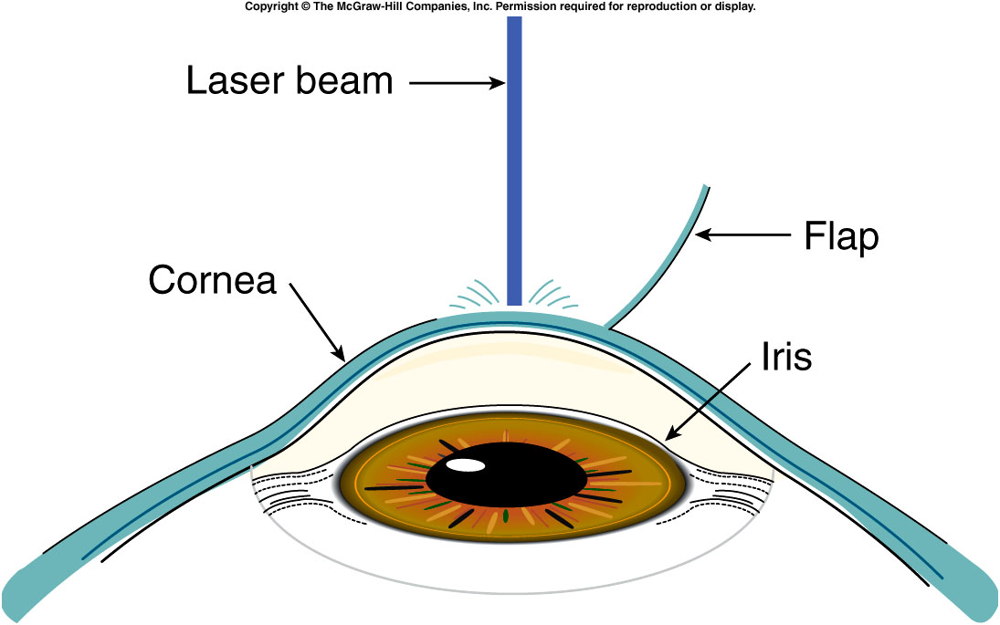 Copyright © The McGraw-Hill Companies, Inc. Permission required for reproduction or display.
Laser beam
Flap
Cornea
Iris